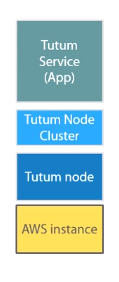 Tutum
Service
(App)
Tutum Node
Cluster
Tutum node
AWS instance